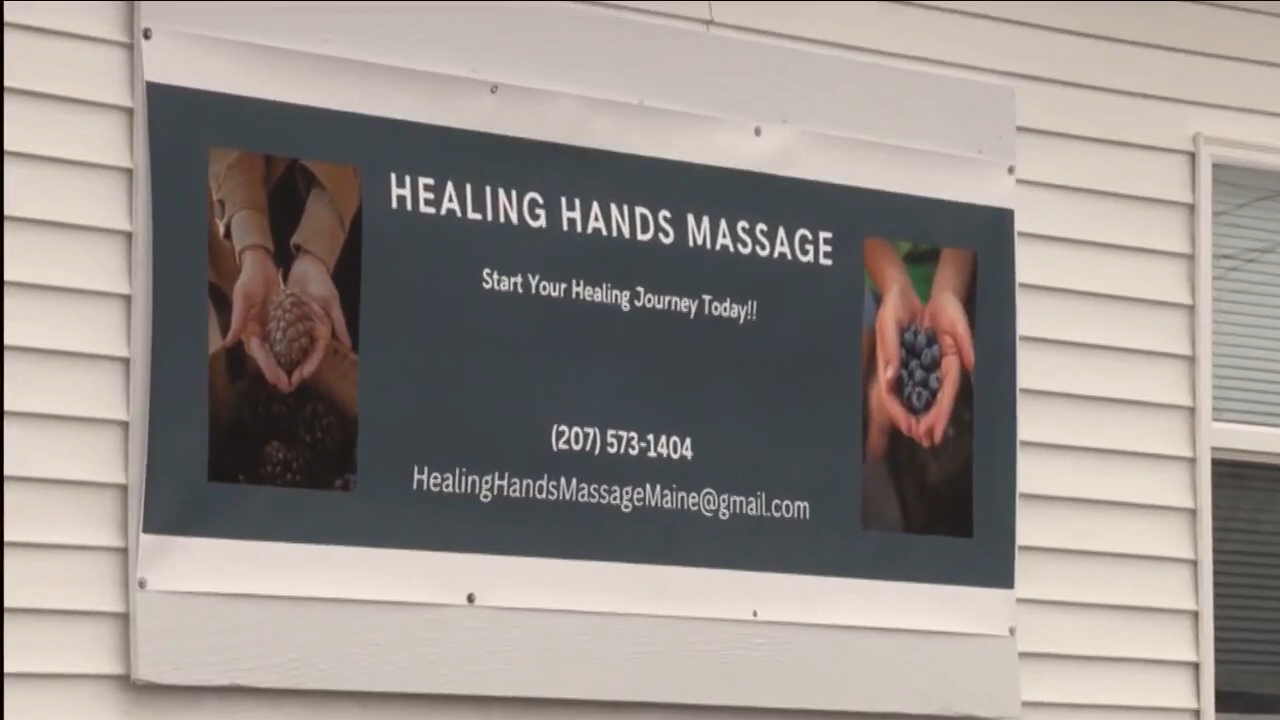 HEALING HANDS MASSAGE
Start Your Healing Journey Today!!
(207) 573-1404
HealingHandsMassageMaine@gmail.com